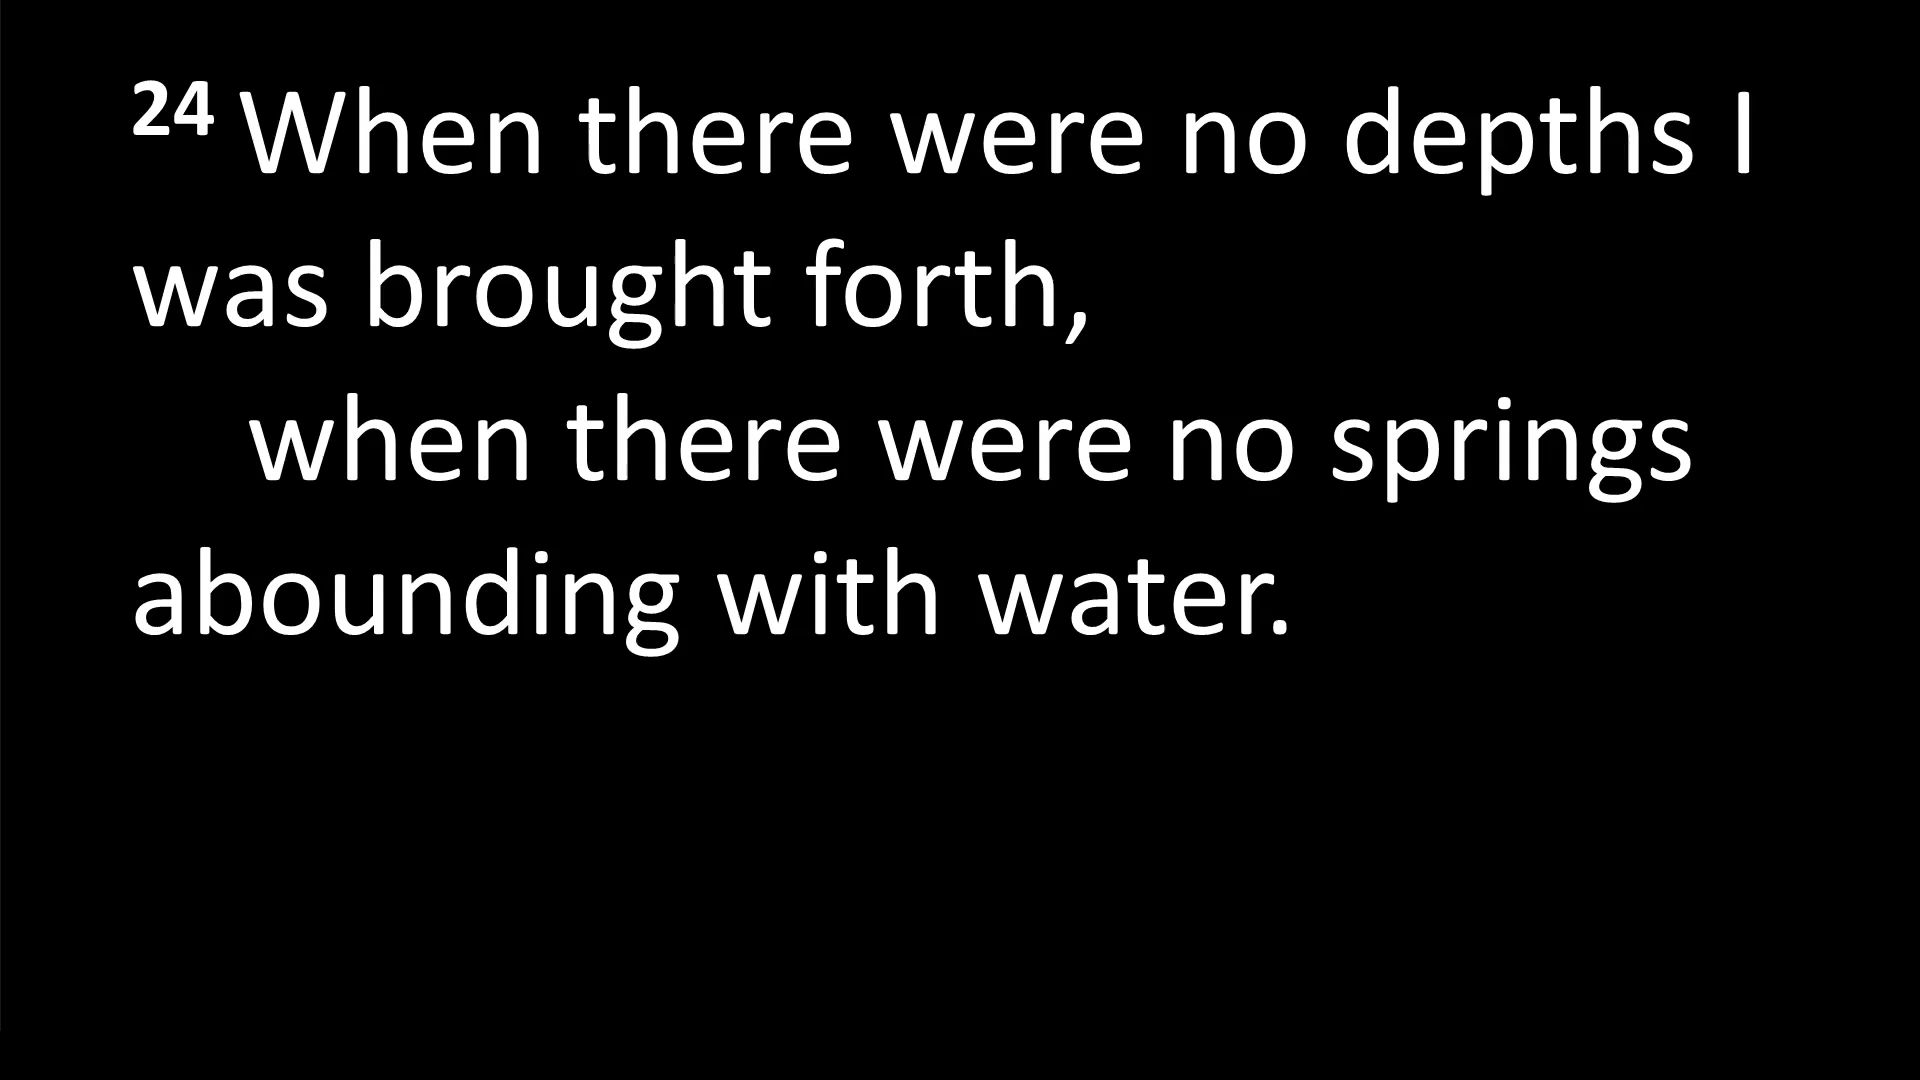 24 When there were no depths I
was brought forth,
when there were no springs
abounding with water.